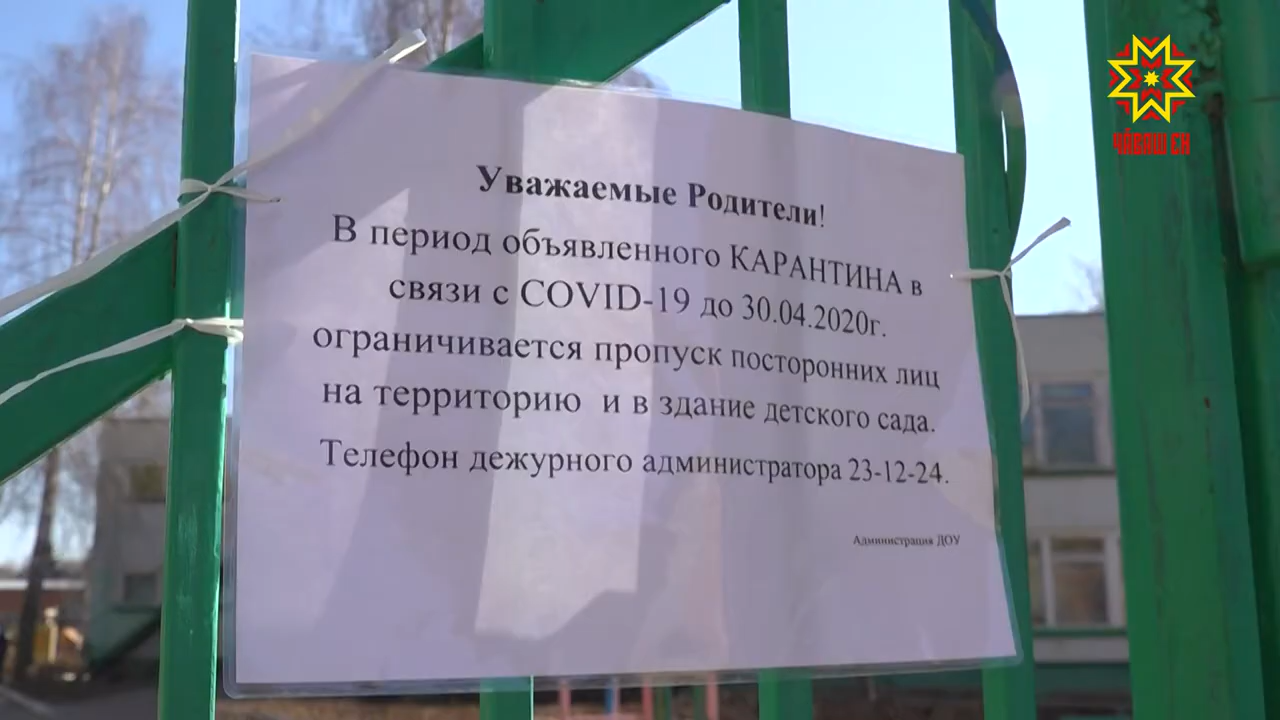 Уважаемые Родители!
В период объявленного КАРАНТИНА в
связи с COVID-19 до 30.04.2020г.
ограничивается пропуск посторонних лиц
на территорию и в здание детского сада.
Телефон дежурного администратора 23-12-24.
Администрация ДОУ
ЧӐВАШ ЕН